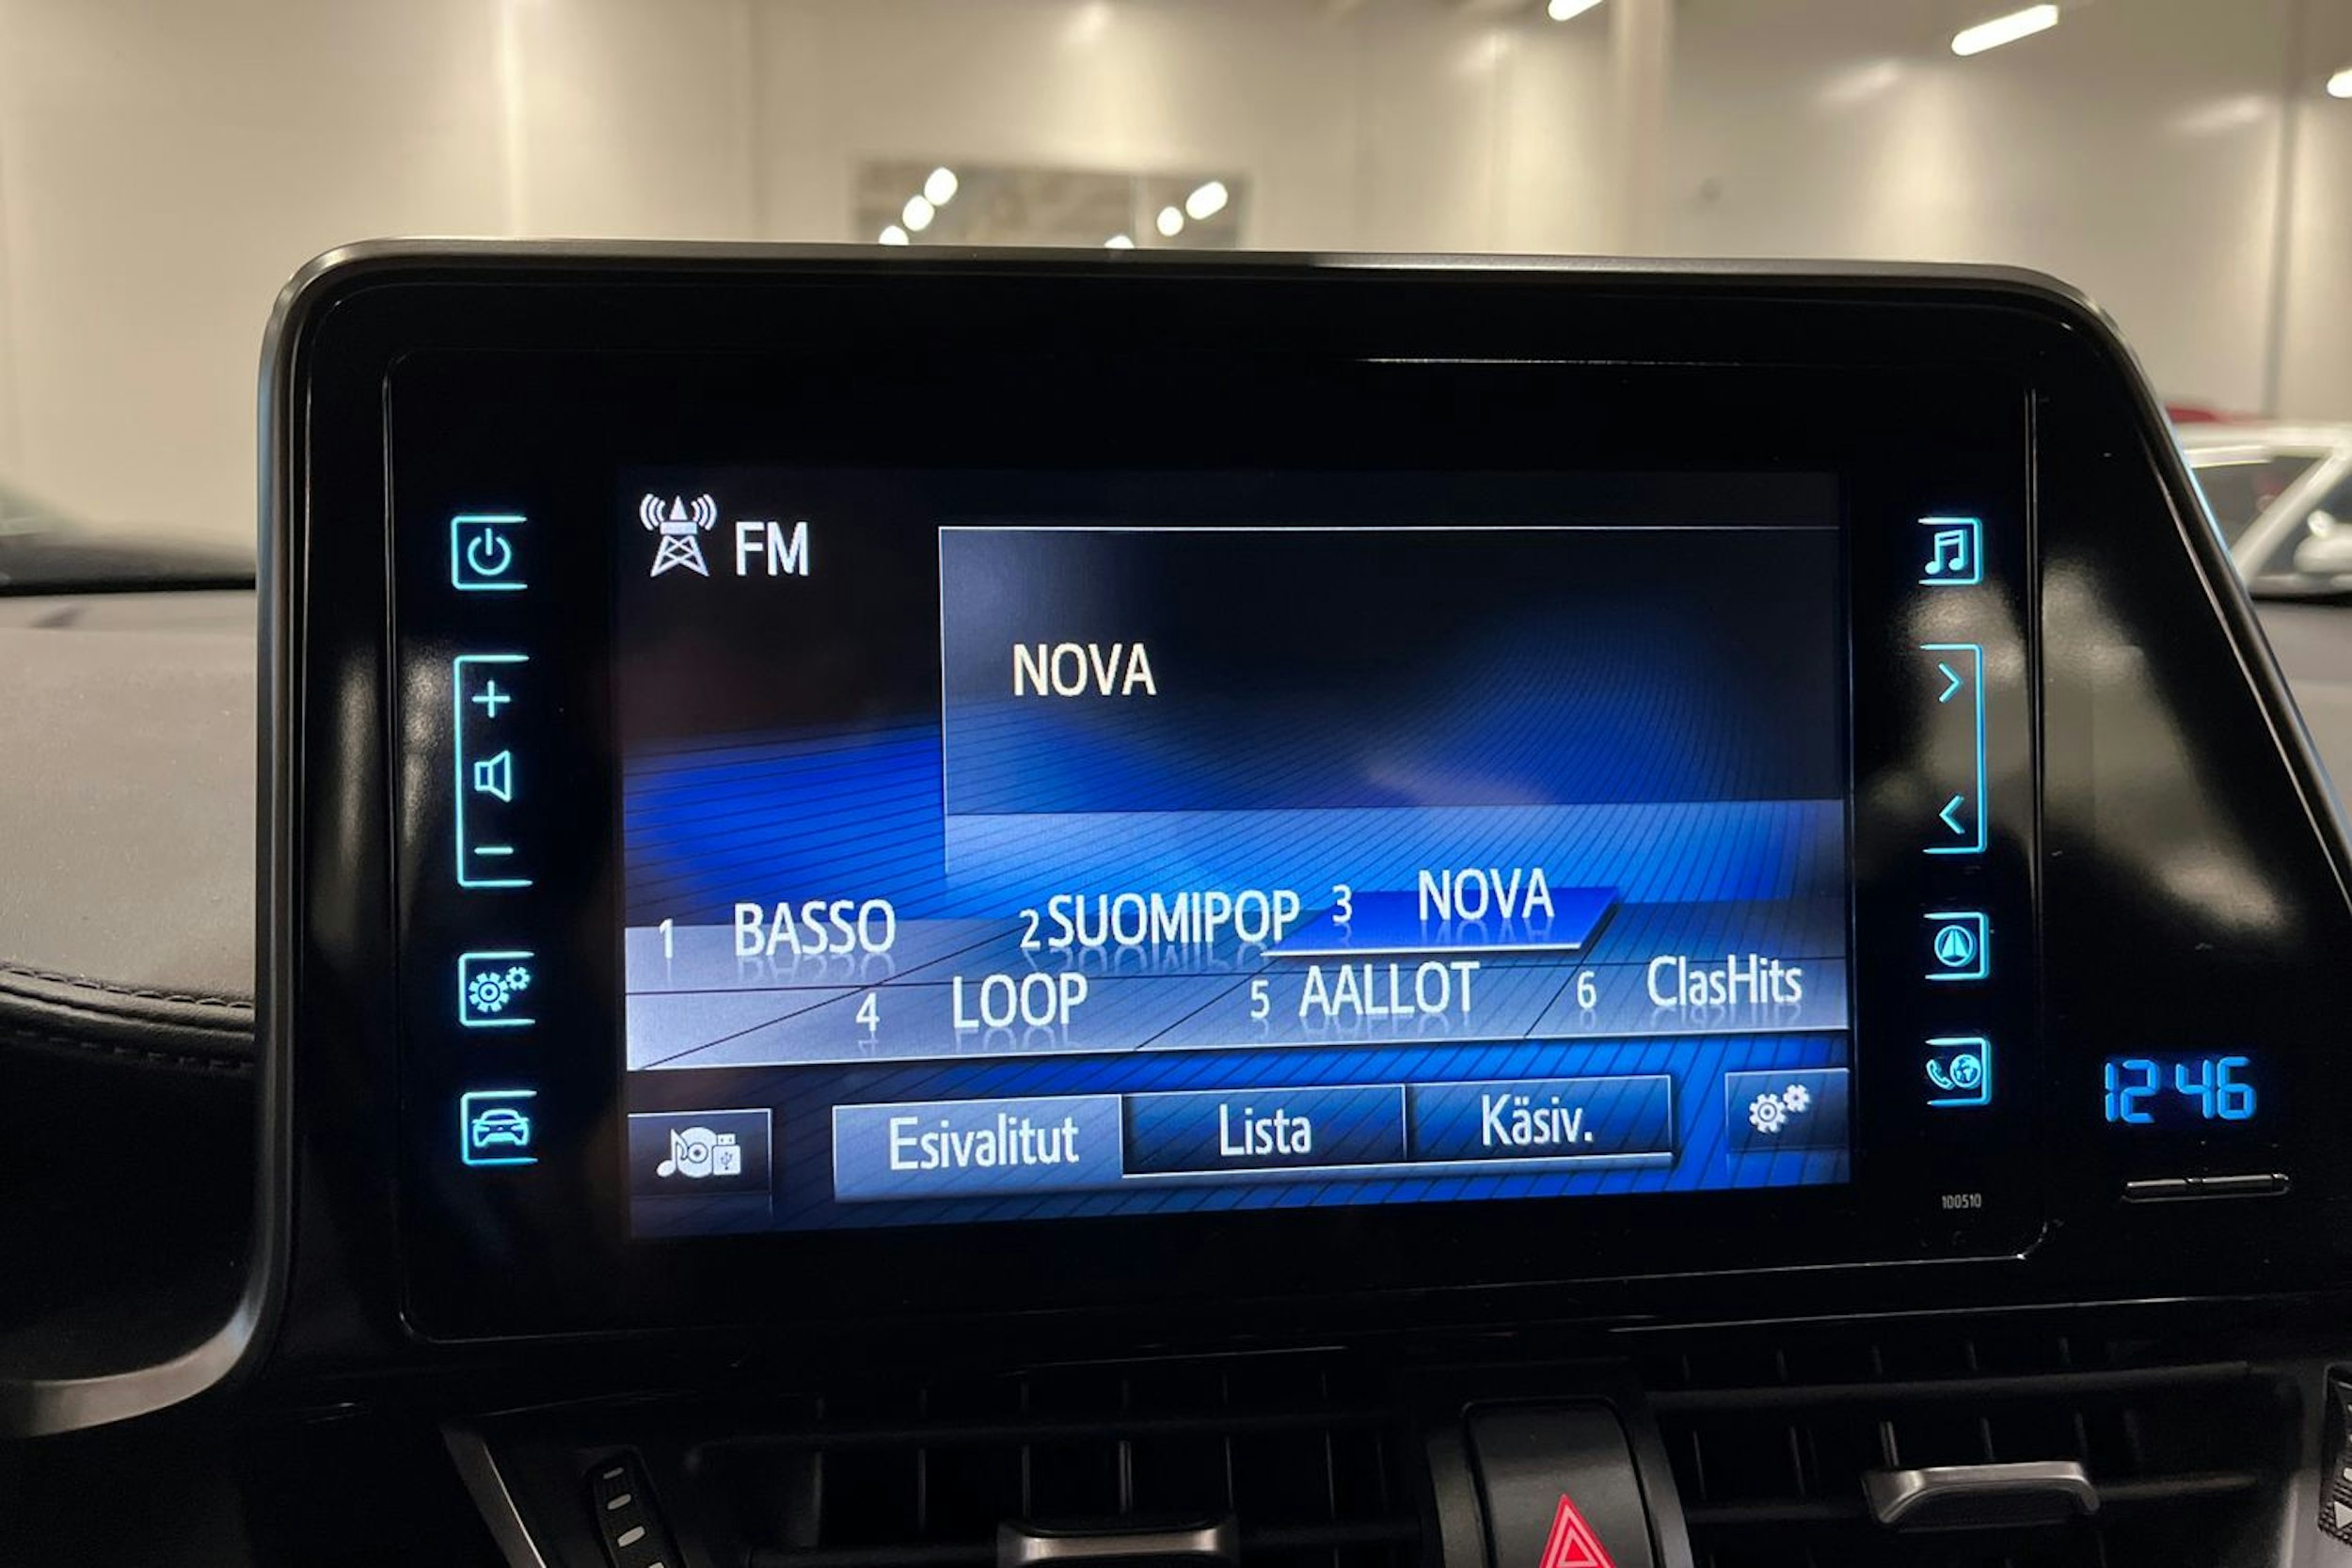 FM
NOVA
1 BASSO 2 SUOMIPOP 3 NOVA
4 LOOP 5 AALLOT 6 ClasHits
Esivalitut Lista Käsiv.
12:46
100510